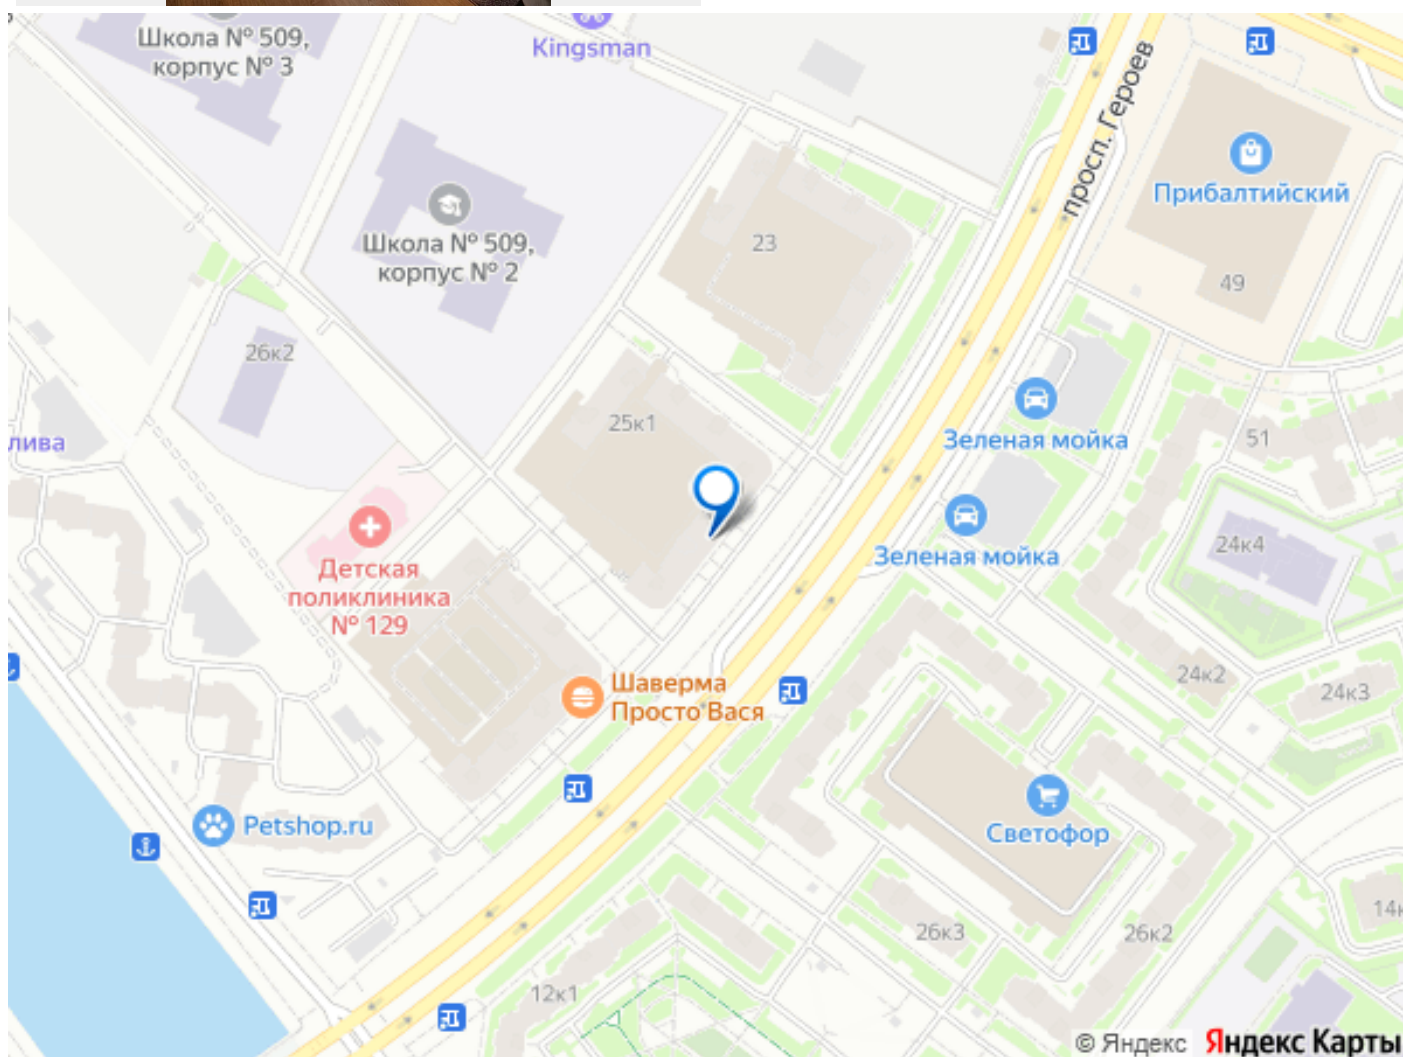 Школа № 509,
корпус № 3
Kingsman
просп. Героев
Прибалтийский
49
Школа № 509,
корпус № 2
23
26к2
25к1
лива
Зеленая мойка
51
Зеленая мойка
24к4
Детская
поликлиника
№ 129
Шаверма
Просто Вася
24к2
24к3
Petshop.ru
Светофор
26к3
26к2
14к
12к1
© Яндекс Яндекс Карты